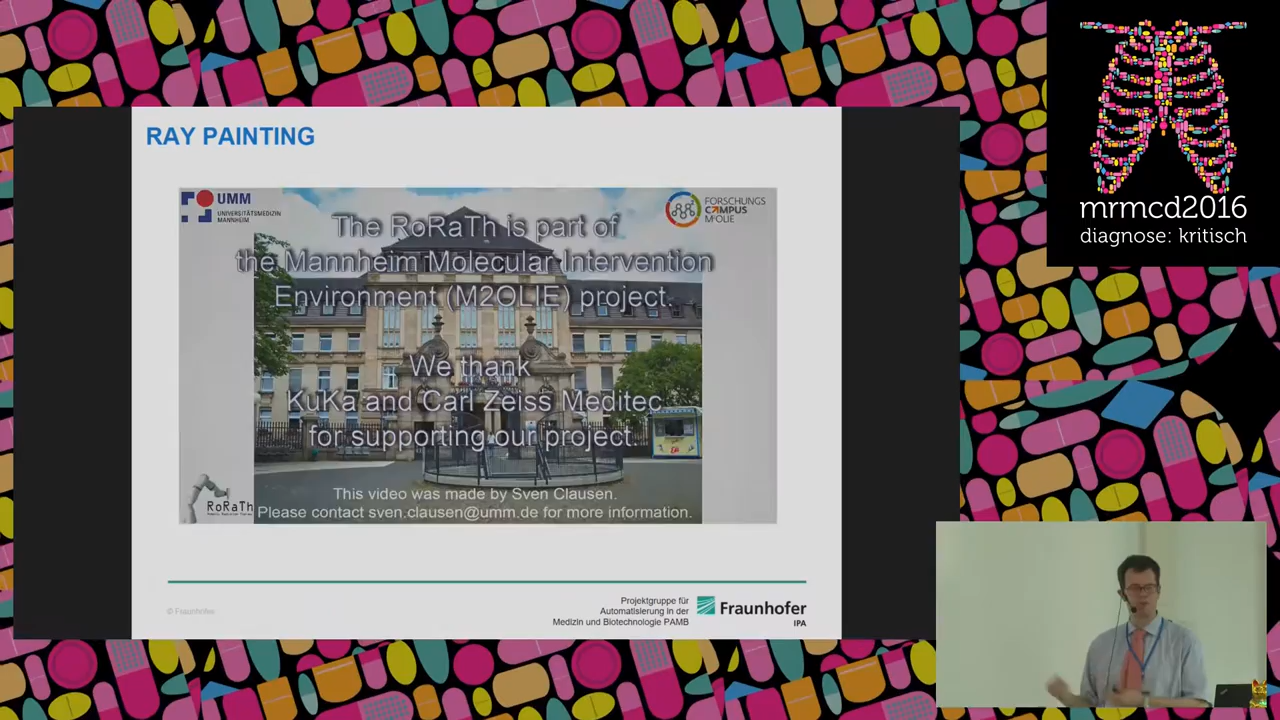 RAY PAINTING
UMM
UNIVERSITÄTSMEDIZIN
MANNHEIM
FORSCHUNGS
CAMPUS
M²OLIE
The RoRaTh is part of
the Mannheim Molecular Intervention
Environment (M2OLIE) project.
We thank
KuKa and Carl Zeiss Meditec
for supporting our project.
This video was made by Sven Clausen.
Please contact sven.clausen@umm.de for more information.
RoRaTh
© Fraunhofer
Projektgruppe für
Automatisierung in der
Medizin und Biotechnologie PAMB
Fraunhofer
IPA
mrmcd2016
diagnose: kritisch